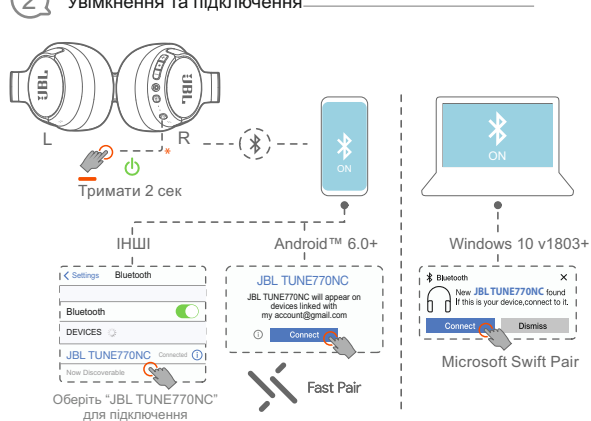 2 Увімкнення та підключення
JBL
JBL
L
R
*
ON
ON
Тримати 2 сек
ІНШІ
Android™ 6.0+
Windows 10 v1803+
Settings
Bluetooth
Bluetooth
DEVICES
JBL TUNE770NC Connected
Now Discoverable
Оберіть “JBL TUNE770NC”
для підключення
JBL TUNE770NC
JBL TUNE770NC will appear on
devices linked with
my account@gmail.com
Connect
Fast Pair
Bluetooth X
New JBL TUNE770NC found
If this is your device,connect to it.
Connect
Dismiss
Microsoft Swift Pair